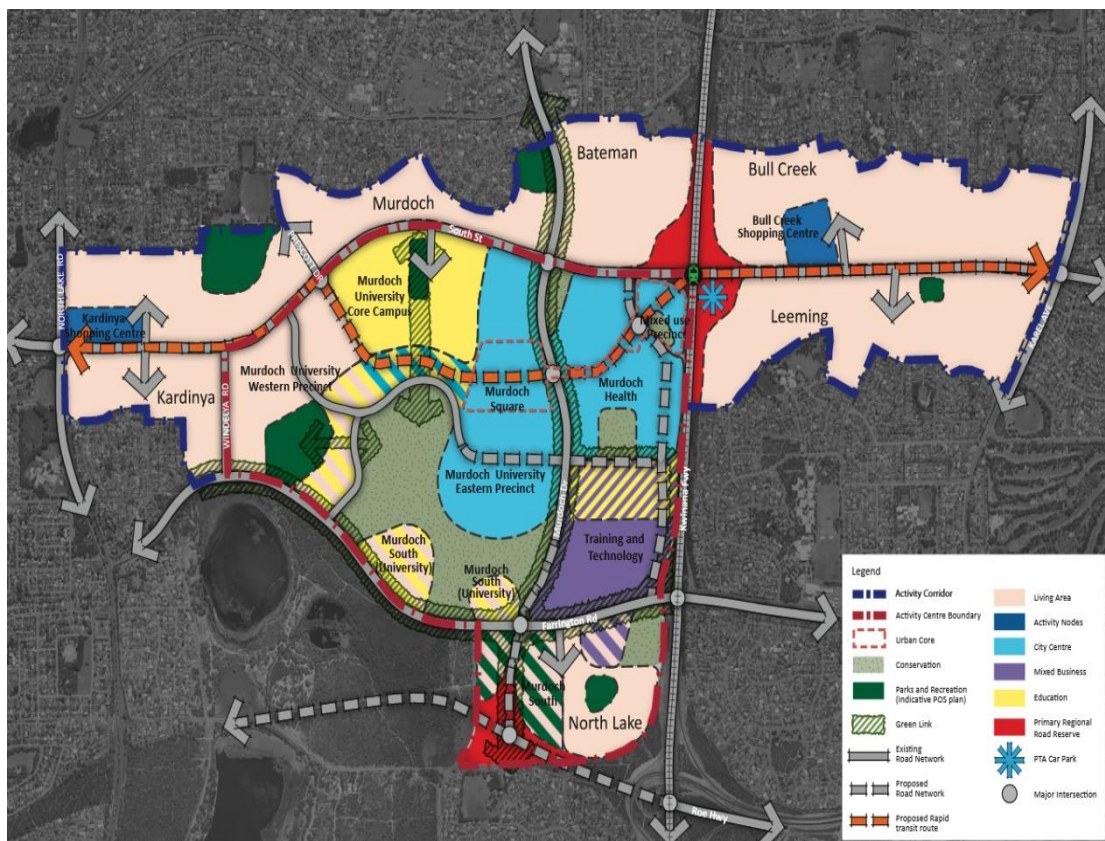 Bateman
Bull Creek
Murdoch
Bull Creek
Shopping Centre
South St
PRESCOTT DR
NORTH LAKE RD
Murdoch
University
Core Campus
Kardinya
Shopping Centre
Mixed use
Precinct
Leeming
KAREL AVE
Murdoch University
Western Precinct
Murdoch
Square
Murdoch
Health
Kardinya
WINDELYA RD
Murdoch University
Eastern Precinct
Murdoch Dr
Kwinana Fwy
Training and
Technology
Murdoch
South
(University)
Murdoch
South
(University)
Farrington Rd
Murdoch
South
North Lake
Roe Hwy
Legend
Activity Corridor
Activity Centre Boundary
Urban Core
Conservation
Parks and Recreation
(indicative POS plan)
Green Link
Existing
Road Network
Proposed
Road Network
Proposed Rapid
transit route
Living Area
Activity Nodes
City Centre
Mixed Business
Education
Primary Regional
Road Reserve
PTA Car Park
Major Intersection